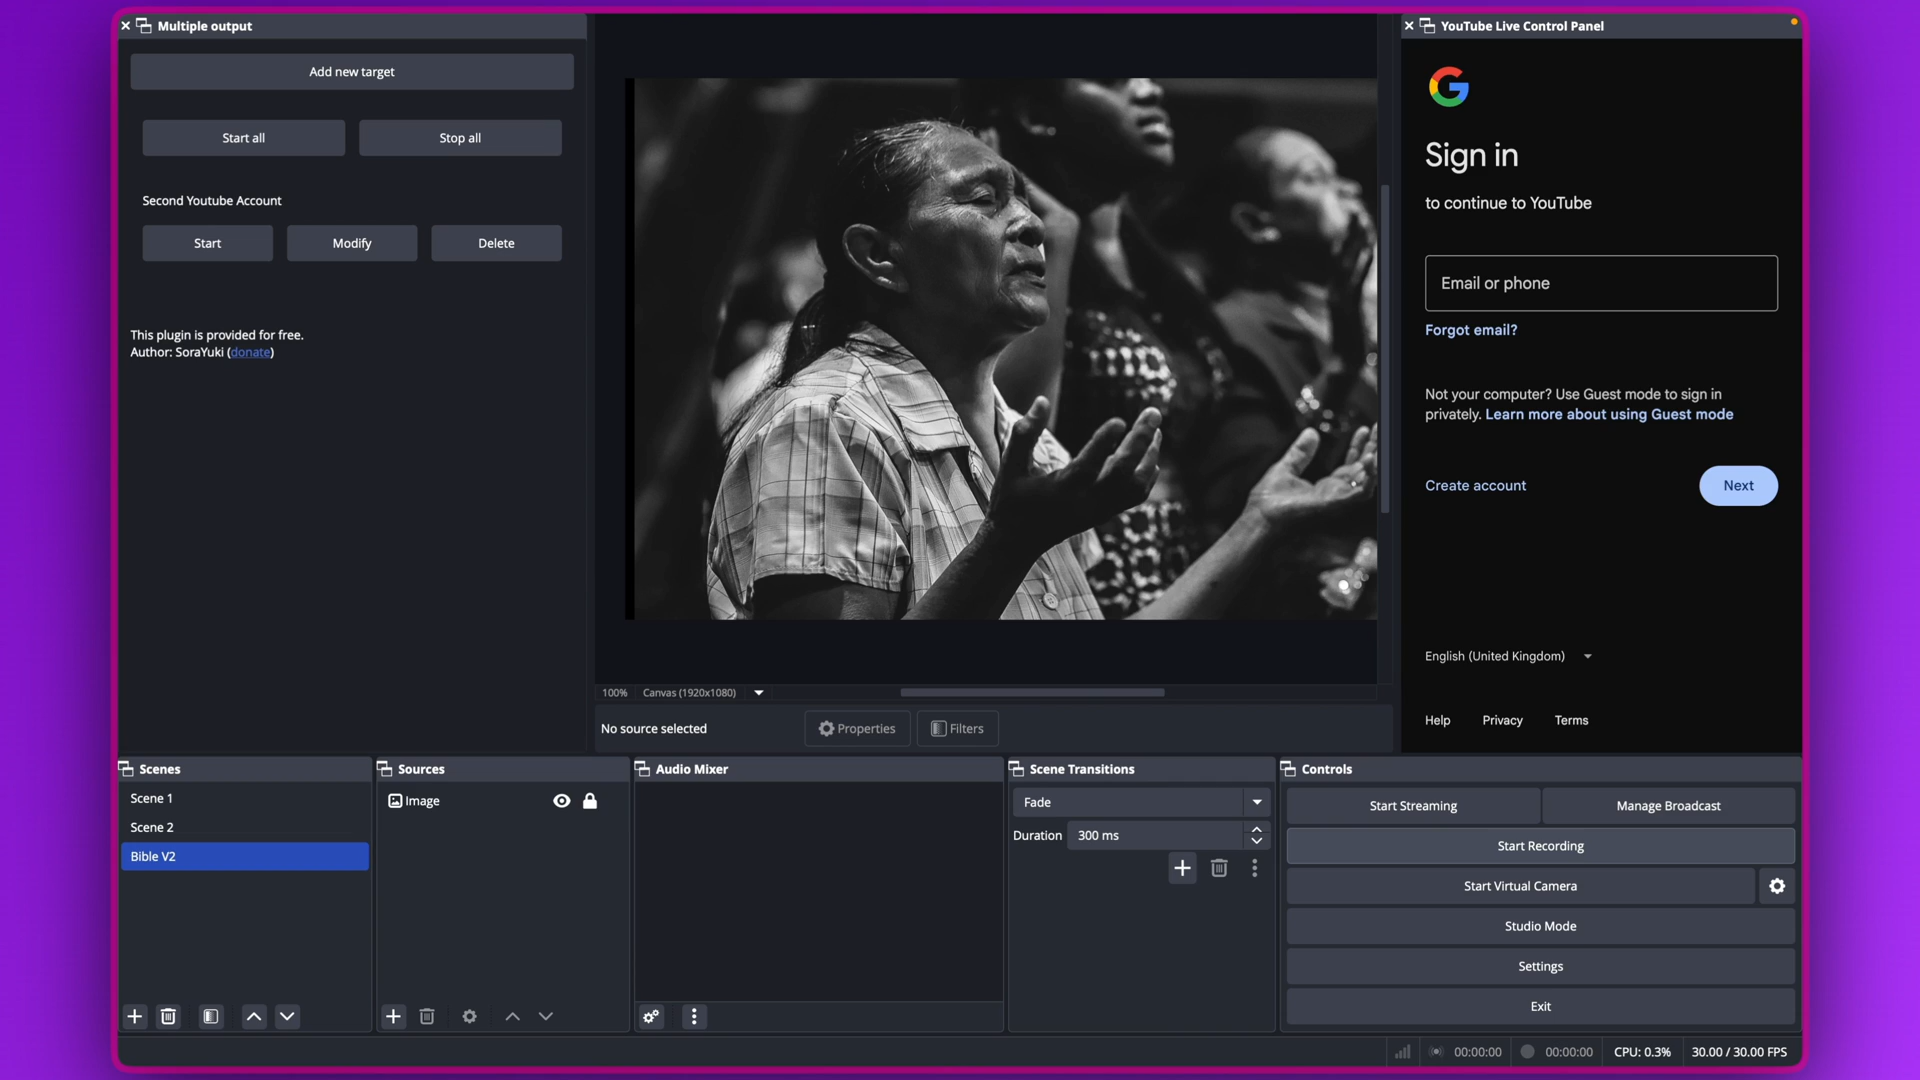 Multiple output
Add new target
Start all
Stop all
Second Youtube Account
Start
Modify
Delete
This plugin is provided for free.
Author: SoraYuki (donate)
100%
Canvas (1920x1080)
No source selected
Properties
Filters
YouTube Live Control Panel
Sign in
to continue to YouTube
Email or phone
Forgot email?
Not your computer? Use Guest mode to sign in
privately. Learn more about using Guest mode
Create account
Next
English (United Kingdom)
Help
Privacy
Terms
Scenes
Scene 1
Scene 2
Bible V2
Sources
Image
Audio Mixer
Scene Transitions
Fade
Duration
300 ms
Controls
Start Streaming
Manage Broadcast
Start Recording
Start Virtual Camera
Studio Mode
Settings
Exit
00:00:00
00:00:00
CPU: 0.3%
30.00 / 30.00 FPS